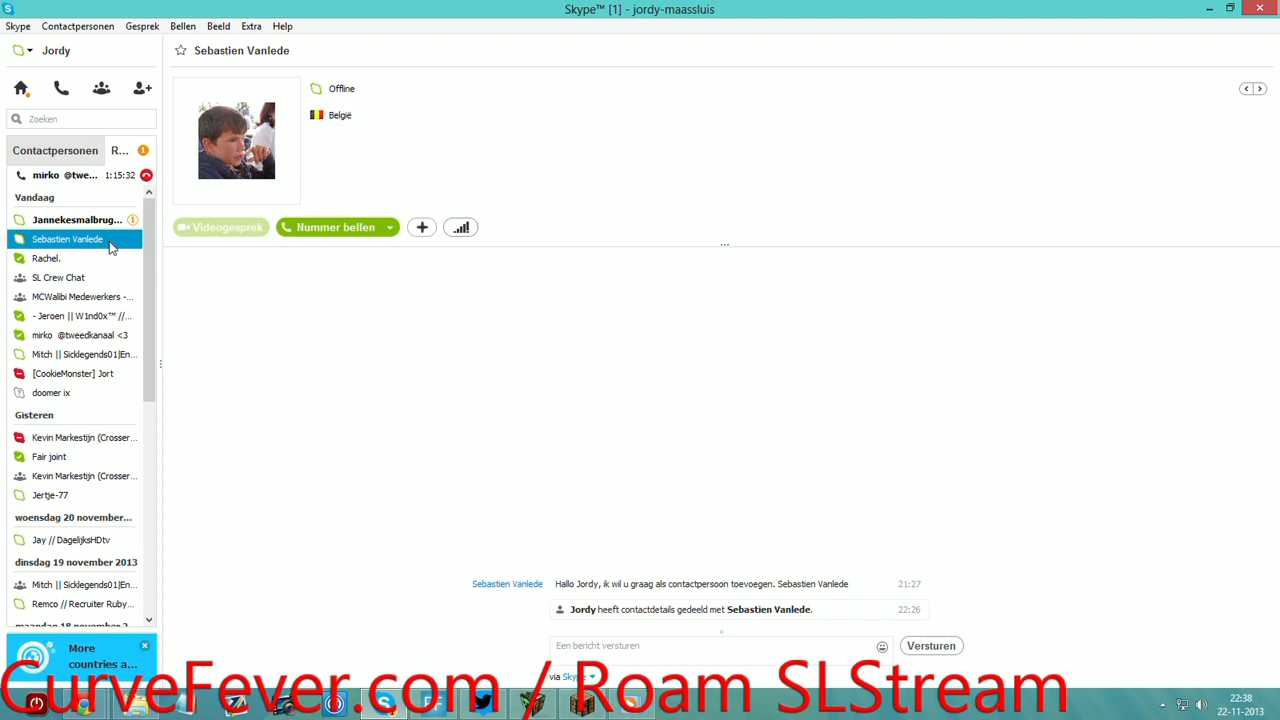 Skype™ [1] - jordy-maassluis
Skype Contactpersonen Gesprek Bellen Beeld Extra Help
Jordy
Sebastien Vanlede
Offline
België
Zoeken
Contactpersonen R... 1
mirko @twee... 1:15:32
Vandaag
Jannekesmalbrug... 1
Sebastien Vanlede
Rachel.
SL Crew Chat
MCWalibi Medewerkers -...
- Jeroen || W1nd0x™ //...
mirko @tweedkanaal <3
Mitch || Sicklegends01|En...
[CookieMonster] Jort
doomer ix
Gisteren
Kevin Markestijn (Crosser...
Fair joint
Kevin Markestijn (Crosser...
Jertje-77
woensdag 20 november...
Jay // DagelijksHDtv
dinsdag 19 november 2013
Mitch || Sicklegends01|En...
Remco // Recruiter Ruby...
More
countries a...
Videogesprek
Nummer bellen
Sebastien Vanlede Hallo Jordy, ik wil u graag als contactpersoon toevoegen. Sebastien Vanlede 21:27
Jordy heeft contactdetails gedeeld met Sebastien Vanlede. 22:26
Een bericht versturen
Versturen
via Skype
CurveFever.com / Roam SLStream
22:38
22-11-2013